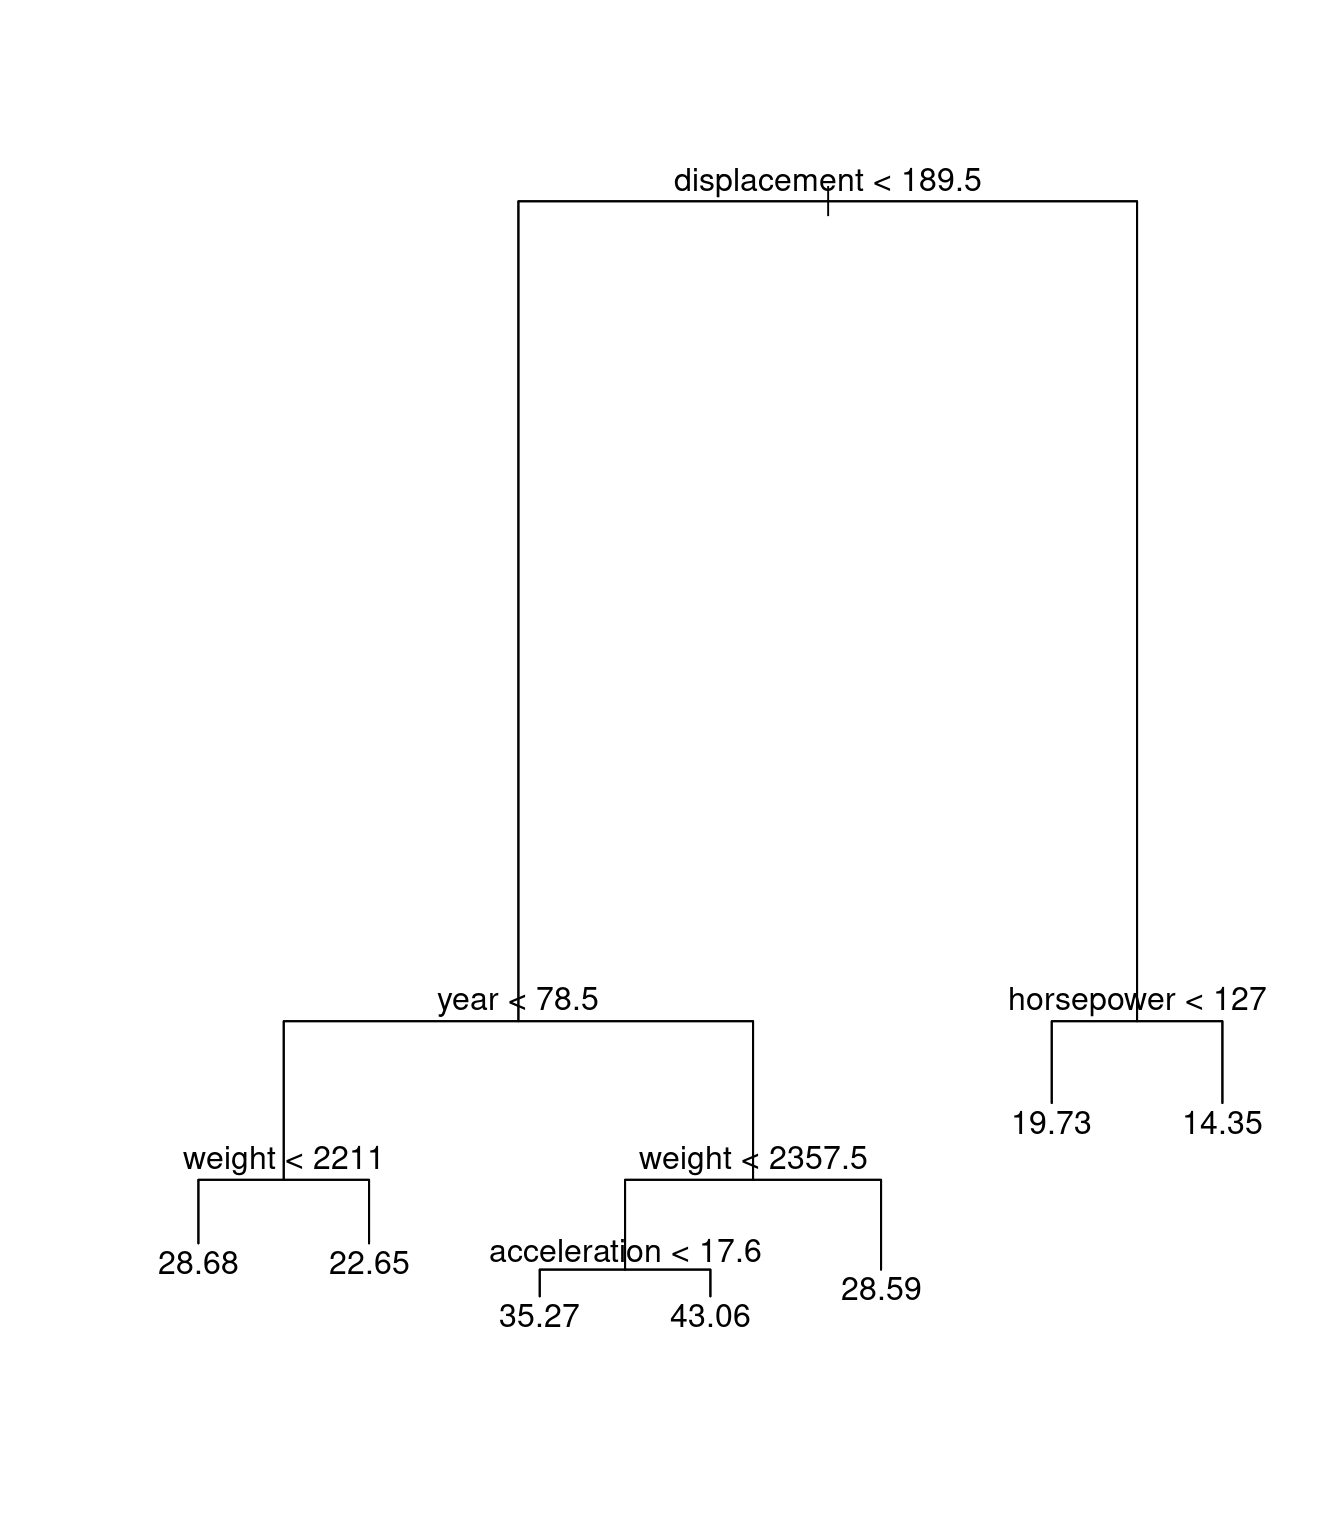 displacement < 189.5
year < 78.5
horsepower < 127
19.73
14.35
weight < 2211
weight < 2357.5
28.68
22.65
acceleration < 17.6
28.59
35.27
43.06